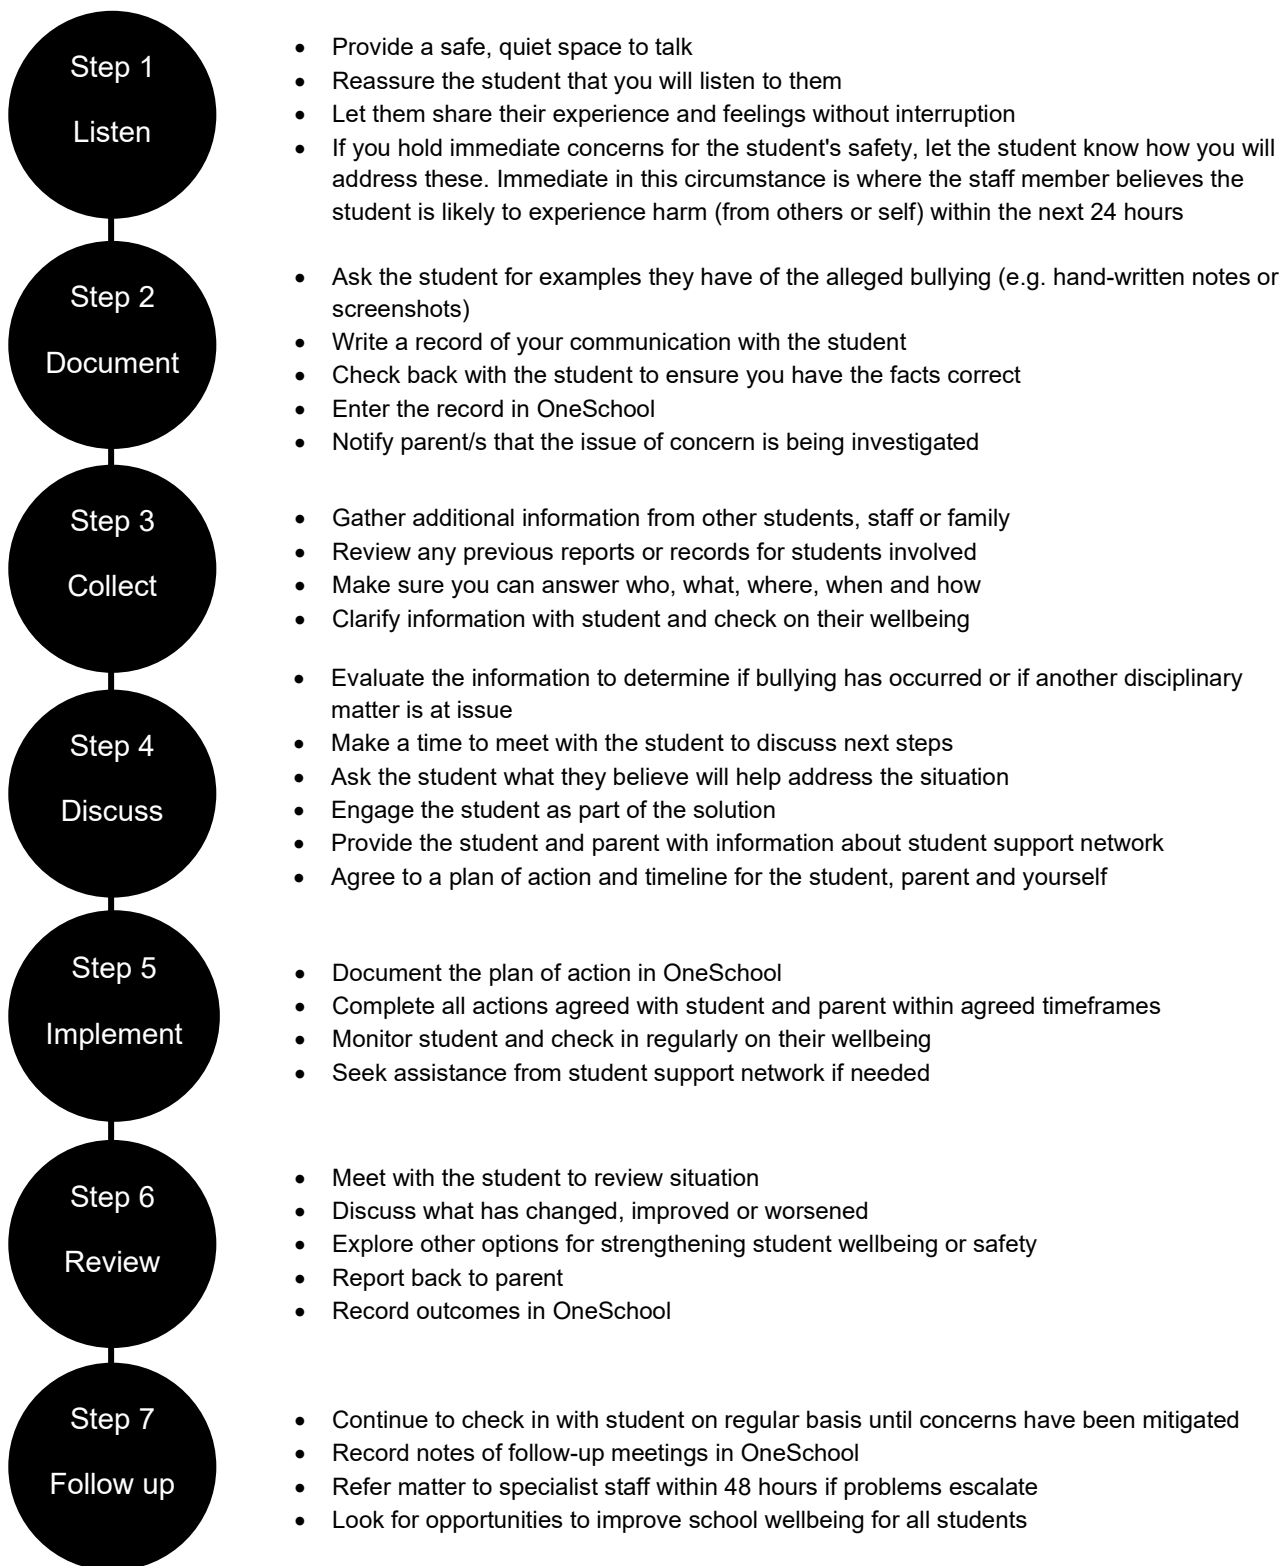 Step 1
Listen
• Provide a safe, quiet space to talk
• Reassure the student that you will listen to them
• Let them share their experience and feelings without interruption
• If you hold immediate concerns for the student's safety, let the student know how you will
address these. Immediate in this circumstance is where the staff member believes the
student is likely to experience harm (from others or self) within the next 24 hours
Step 2
Document
• Ask the student for examples they have of the alleged bullying (e.g. hand-written notes or
screenshots)
• Write a record of your communication with the student
• Check back with the student to ensure you have the facts correct
• Enter the record in OneSchool
• Notify parent/s that the issue of concern is being investigated
Step 3
Collect
• Gather additional information from other students, staff or family
• Review any previous reports or records for students involved
• Make sure you can answer who, what, where, when and how
• Clarify information with student and check on their wellbeing
Step 4
Discuss
• Evaluate the information to determine if bullying has occurred or if another disciplinary
matter is at issue
• Make a time to meet with the student to discuss next steps
• Ask the student what they believe will help address the situation
• Engage the student as part of the solution
• Provide the student and parent with information about student support network
• Agree to a plan of action and timeline for the student, parent and yourself
Step 5
Implement
• Document the plan of action in OneSchool
• Complete all actions agreed with student and parent within agreed timeframes
• Monitor student and check in regularly on their wellbeing
• Seek assistance from student support network if needed
Step 6
Review
• Meet with the student to review situation
• Discuss what has changed, improved or worsened
• Explore other options for strengthening student wellbeing or safety
• Report back to parent
• Record outcomes in OneSchool
Step 7
Follow up
• Continue to check in with student on regular basis until concerns have been mitigated
• Record notes of follow-up meetings in OneSchool
• Refer matter to specialist staff within 48 hours if problems escalate
• Look for opportunities to improve school wellbeing for all students